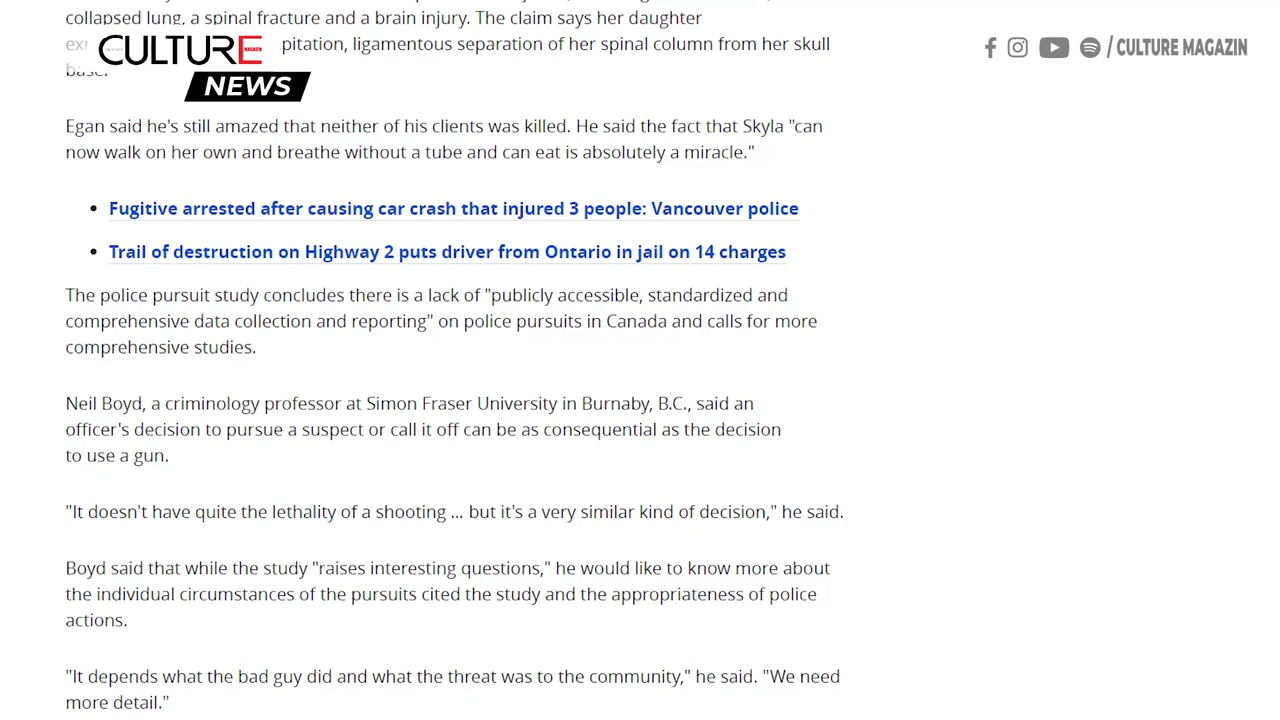 collapsed lung, a spinal fracture and a brain injury. The claim says her daughter
pitation, ligamentous separation of her spinal column from her skull
base.
CULTURE
MAGAZIN
NEWS
/ CULTURE MAGAZIN
Egan said he's still amazed that neither of his clients was killed. He said the fact that Skyla "can
now walk on her own and breathe without a tube and can eat is absolutely a miracle."
• Fugitive arrested after causing car crash that injured 3 people: Vancouver police
• Trail of destruction on Highway 2 puts driver from Ontario in jail on 14 charges
The police pursuit study concludes there is a lack of "publicly accessible, standardized and
comprehensive data collection and reporting" on police pursuits in Canada and calls for more
comprehensive studies.
Neil Boyd, a criminology professor at Simon Fraser University in Burnaby, B.C., said an
officer's decision to pursue a suspect or call it off can be as consequential as the decision
to use a gun.
"It doesn't have quite the lethality of a shooting ... but it's a very similar kind of decision," he said.
Boyd said that while the study "raises interesting questions," he would like to know more about
the individual circumstances of the pursuits cited the study and the appropriateness of police
actions.
"It depends what the bad guy did and what the threat was to the community," he said. "We need
more detail."